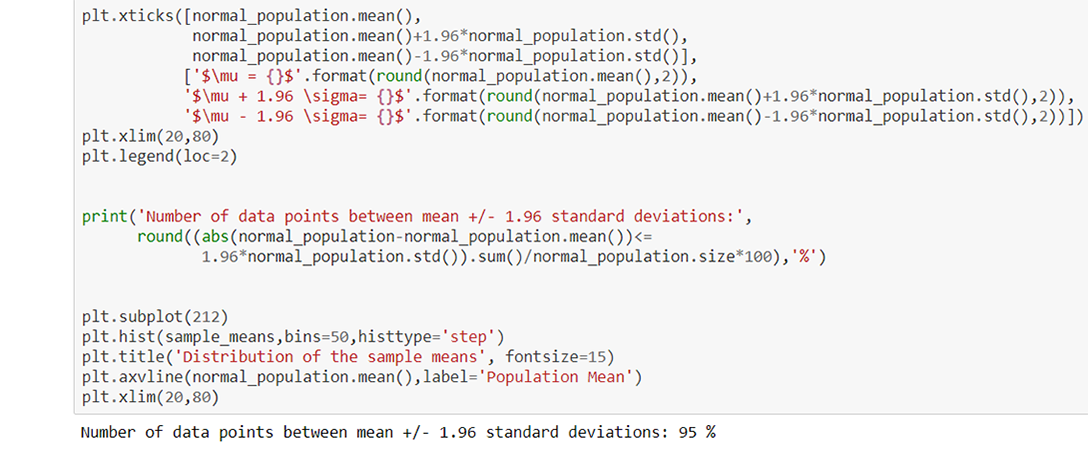 plt.xticks([normal_population.mean(),
            normal_population.mean()+1.96*normal_population.std(),
            normal_population.mean()-1.96*normal_population.std()],
           ['$\mu = {}$'.format(round(normal_population.mean(),2)),
           '$\mu + 1.96 \sigma= {}$'.format(round(normal_population.mean()+1.96*normal_population.std(),2)),
           '$\mu - 1.96 \sigma= {}$'.format(round(normal_population.mean()-1.96*normal_population.std(),2))])
plt.xlim(20,80)
plt.legend(loc=2)
print('Number of data points between mean +/- 1.96 standard deviations:',
      round((abs(normal_population-normal_population.mean())<=
             1.96*normal_population.std()).sum()/normal_population.size*100),'%')
plt.subplot(212)
plt.hist(sample_means,bins=50,histtype='step')
plt.title('Distribution of the sample means', fontsize=15)
plt.axvline(normal_population.mean(),label='Population Mean')
plt.xlim(20,80)
Number of data points between mean +/- 1.96 standard deviations: 95 %